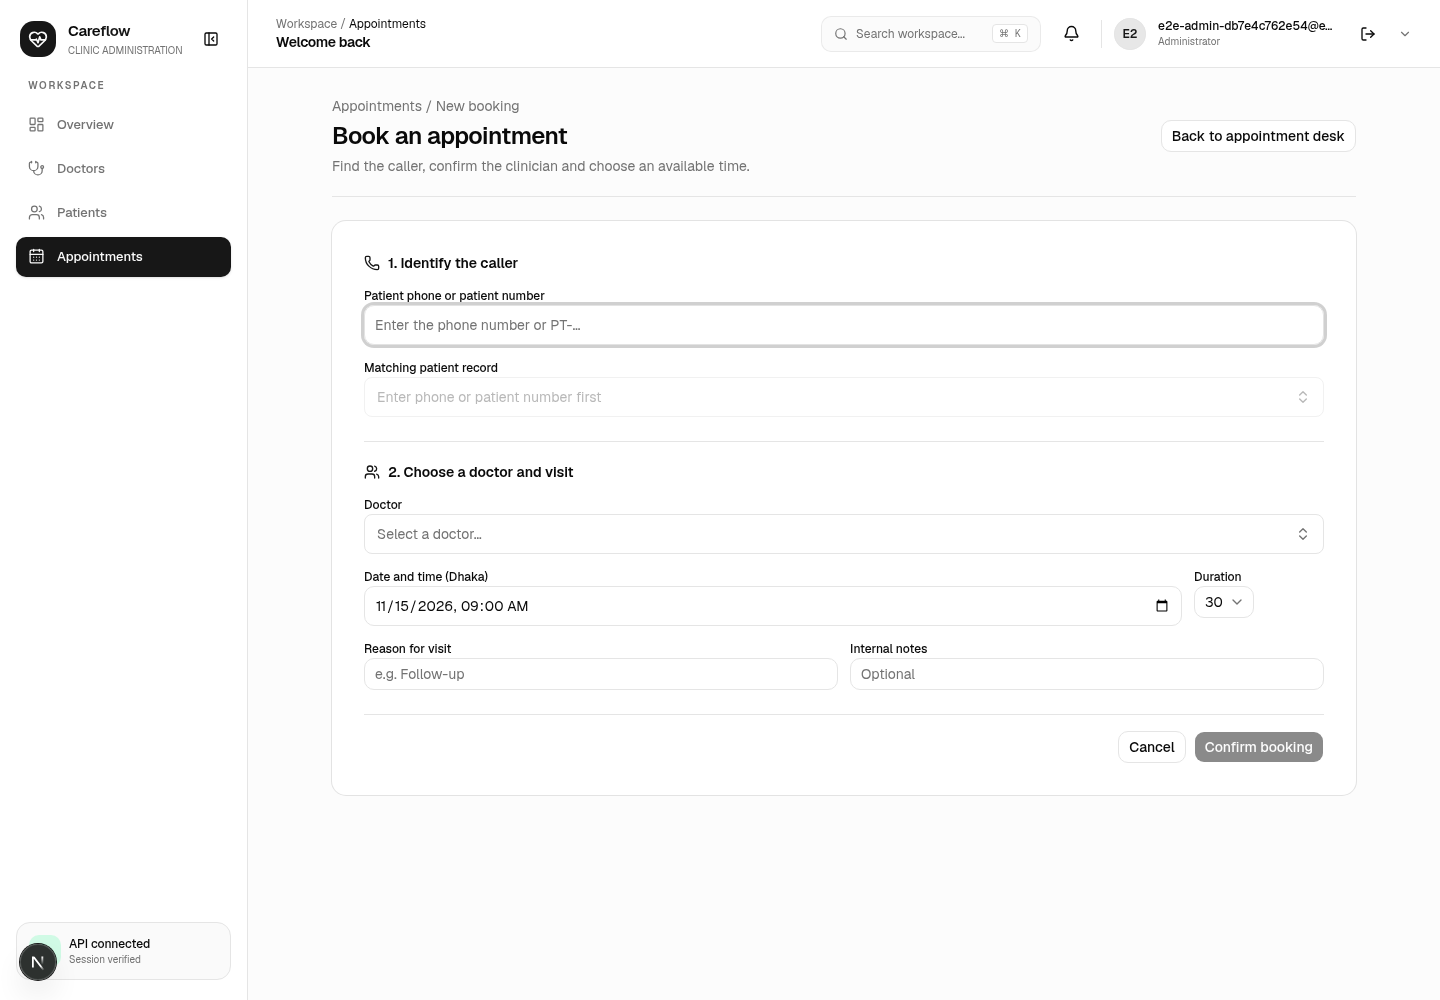 Careflow
CLINIC ADMINISTRATION
WORKSPACE
Overview
Doctors
Patients
Appointments
API connected
Session verified
N
Workspace / Appointments
Welcome back
Search workspace...
⌘ K
E2
e2e-admin-db7e4c762e54@e...
Administrator
Appointments / New booking
Book an appointment
Back to appointment desk
Find the caller, confirm the clinician and choose an available time.
1. Identify the caller
Patient phone or patient number
Enter the phone number or PT-...
Matching patient record
Enter phone or patient number first
2. Choose a doctor and visit
Doctor
Select a doctor...
Date and time (Dhaka)
Duration
11/15/2026, 09:00 AM
30
Reason for visit
Internal notes
e.g. Follow-up
Optional
Cancel
Confirm booking